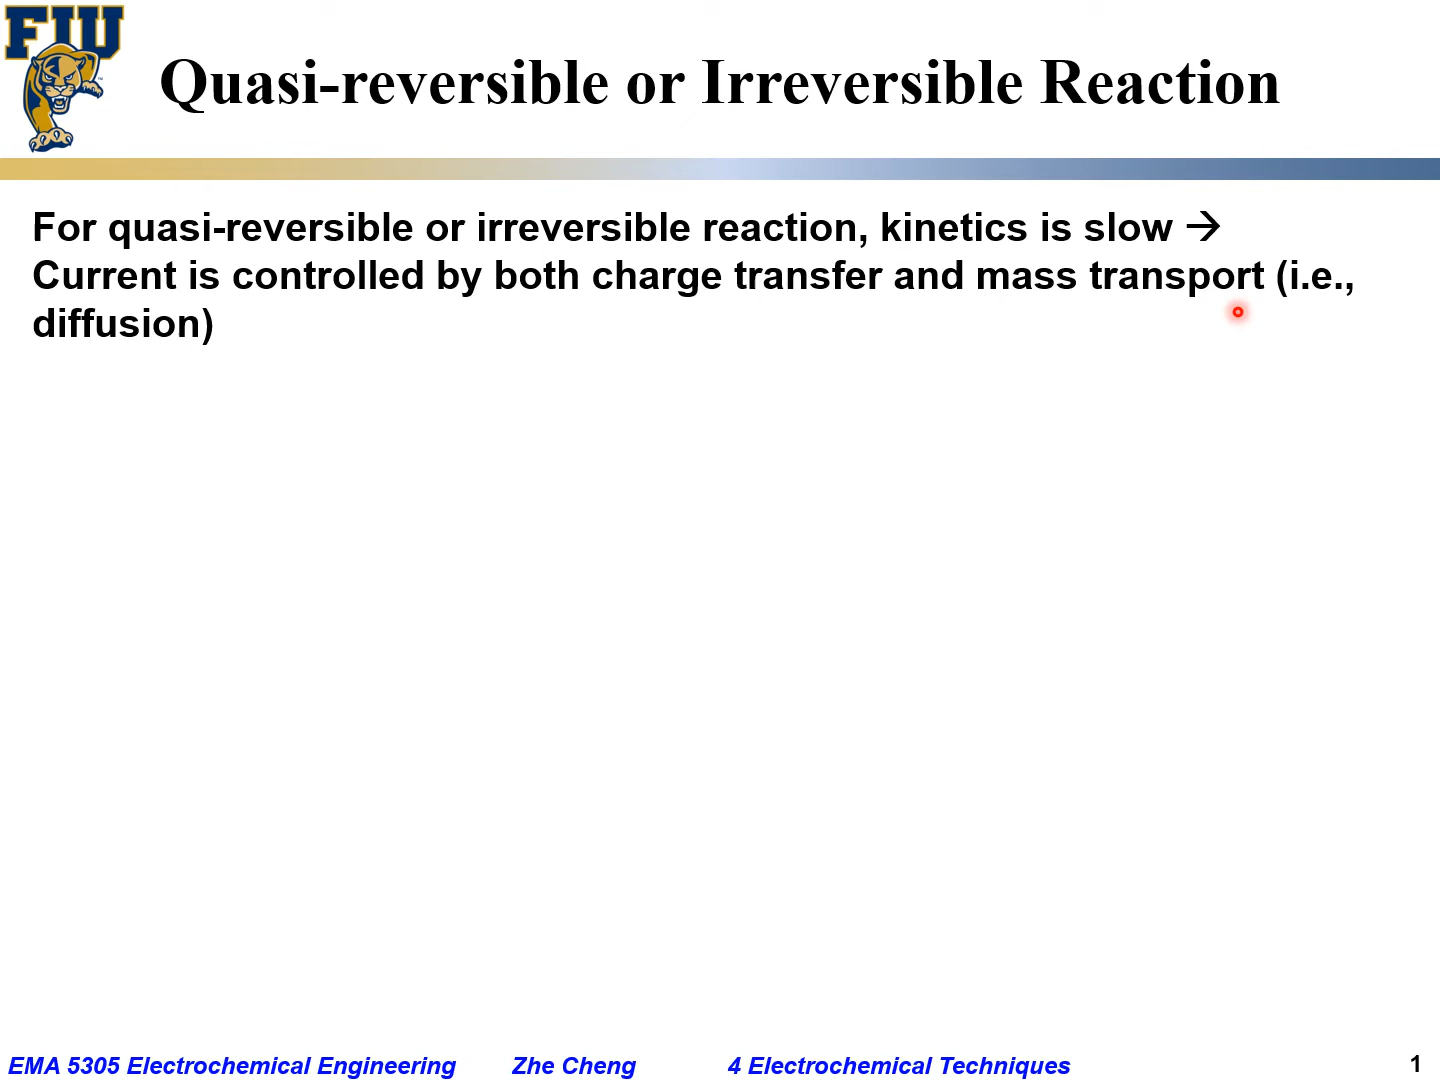 FIU
Quasi-reversible or Irreversible Reaction
For quasi-reversible or irreversible reaction, kinetics is slow →
Current is controlled by both charge transfer and mass transport (i.e.,
diffusion)
EMA 5305 Electrochemical Engineering Zhe Cheng 4 Electrochemical Techniques 1